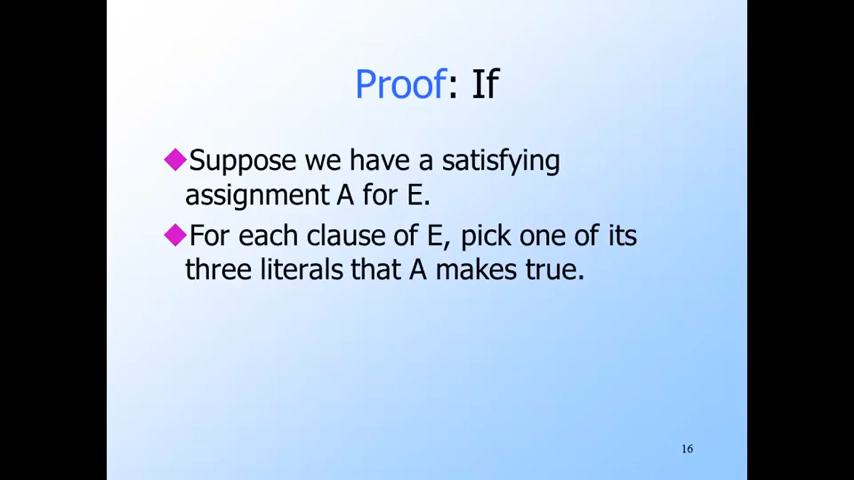 Proof: If
Suppose we have a satisfying
assignment A for E.
For each clause of E, pick one of its
three literals that A makes true.
16